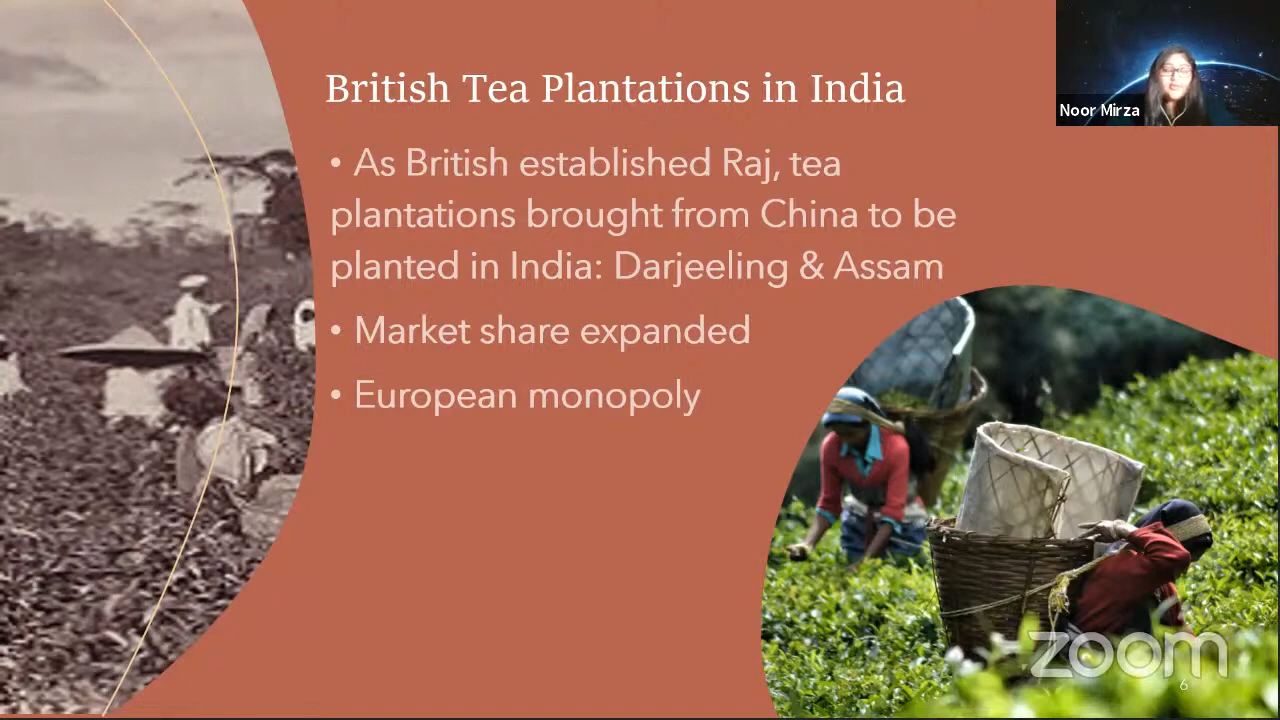 British Tea Plantations in India
Noor Mirza
• As British established Raj, tea
plantations brought from China to be
planted in India: Darjeeling & Assam
• Market share expanded
• European monopoly
zoom
6